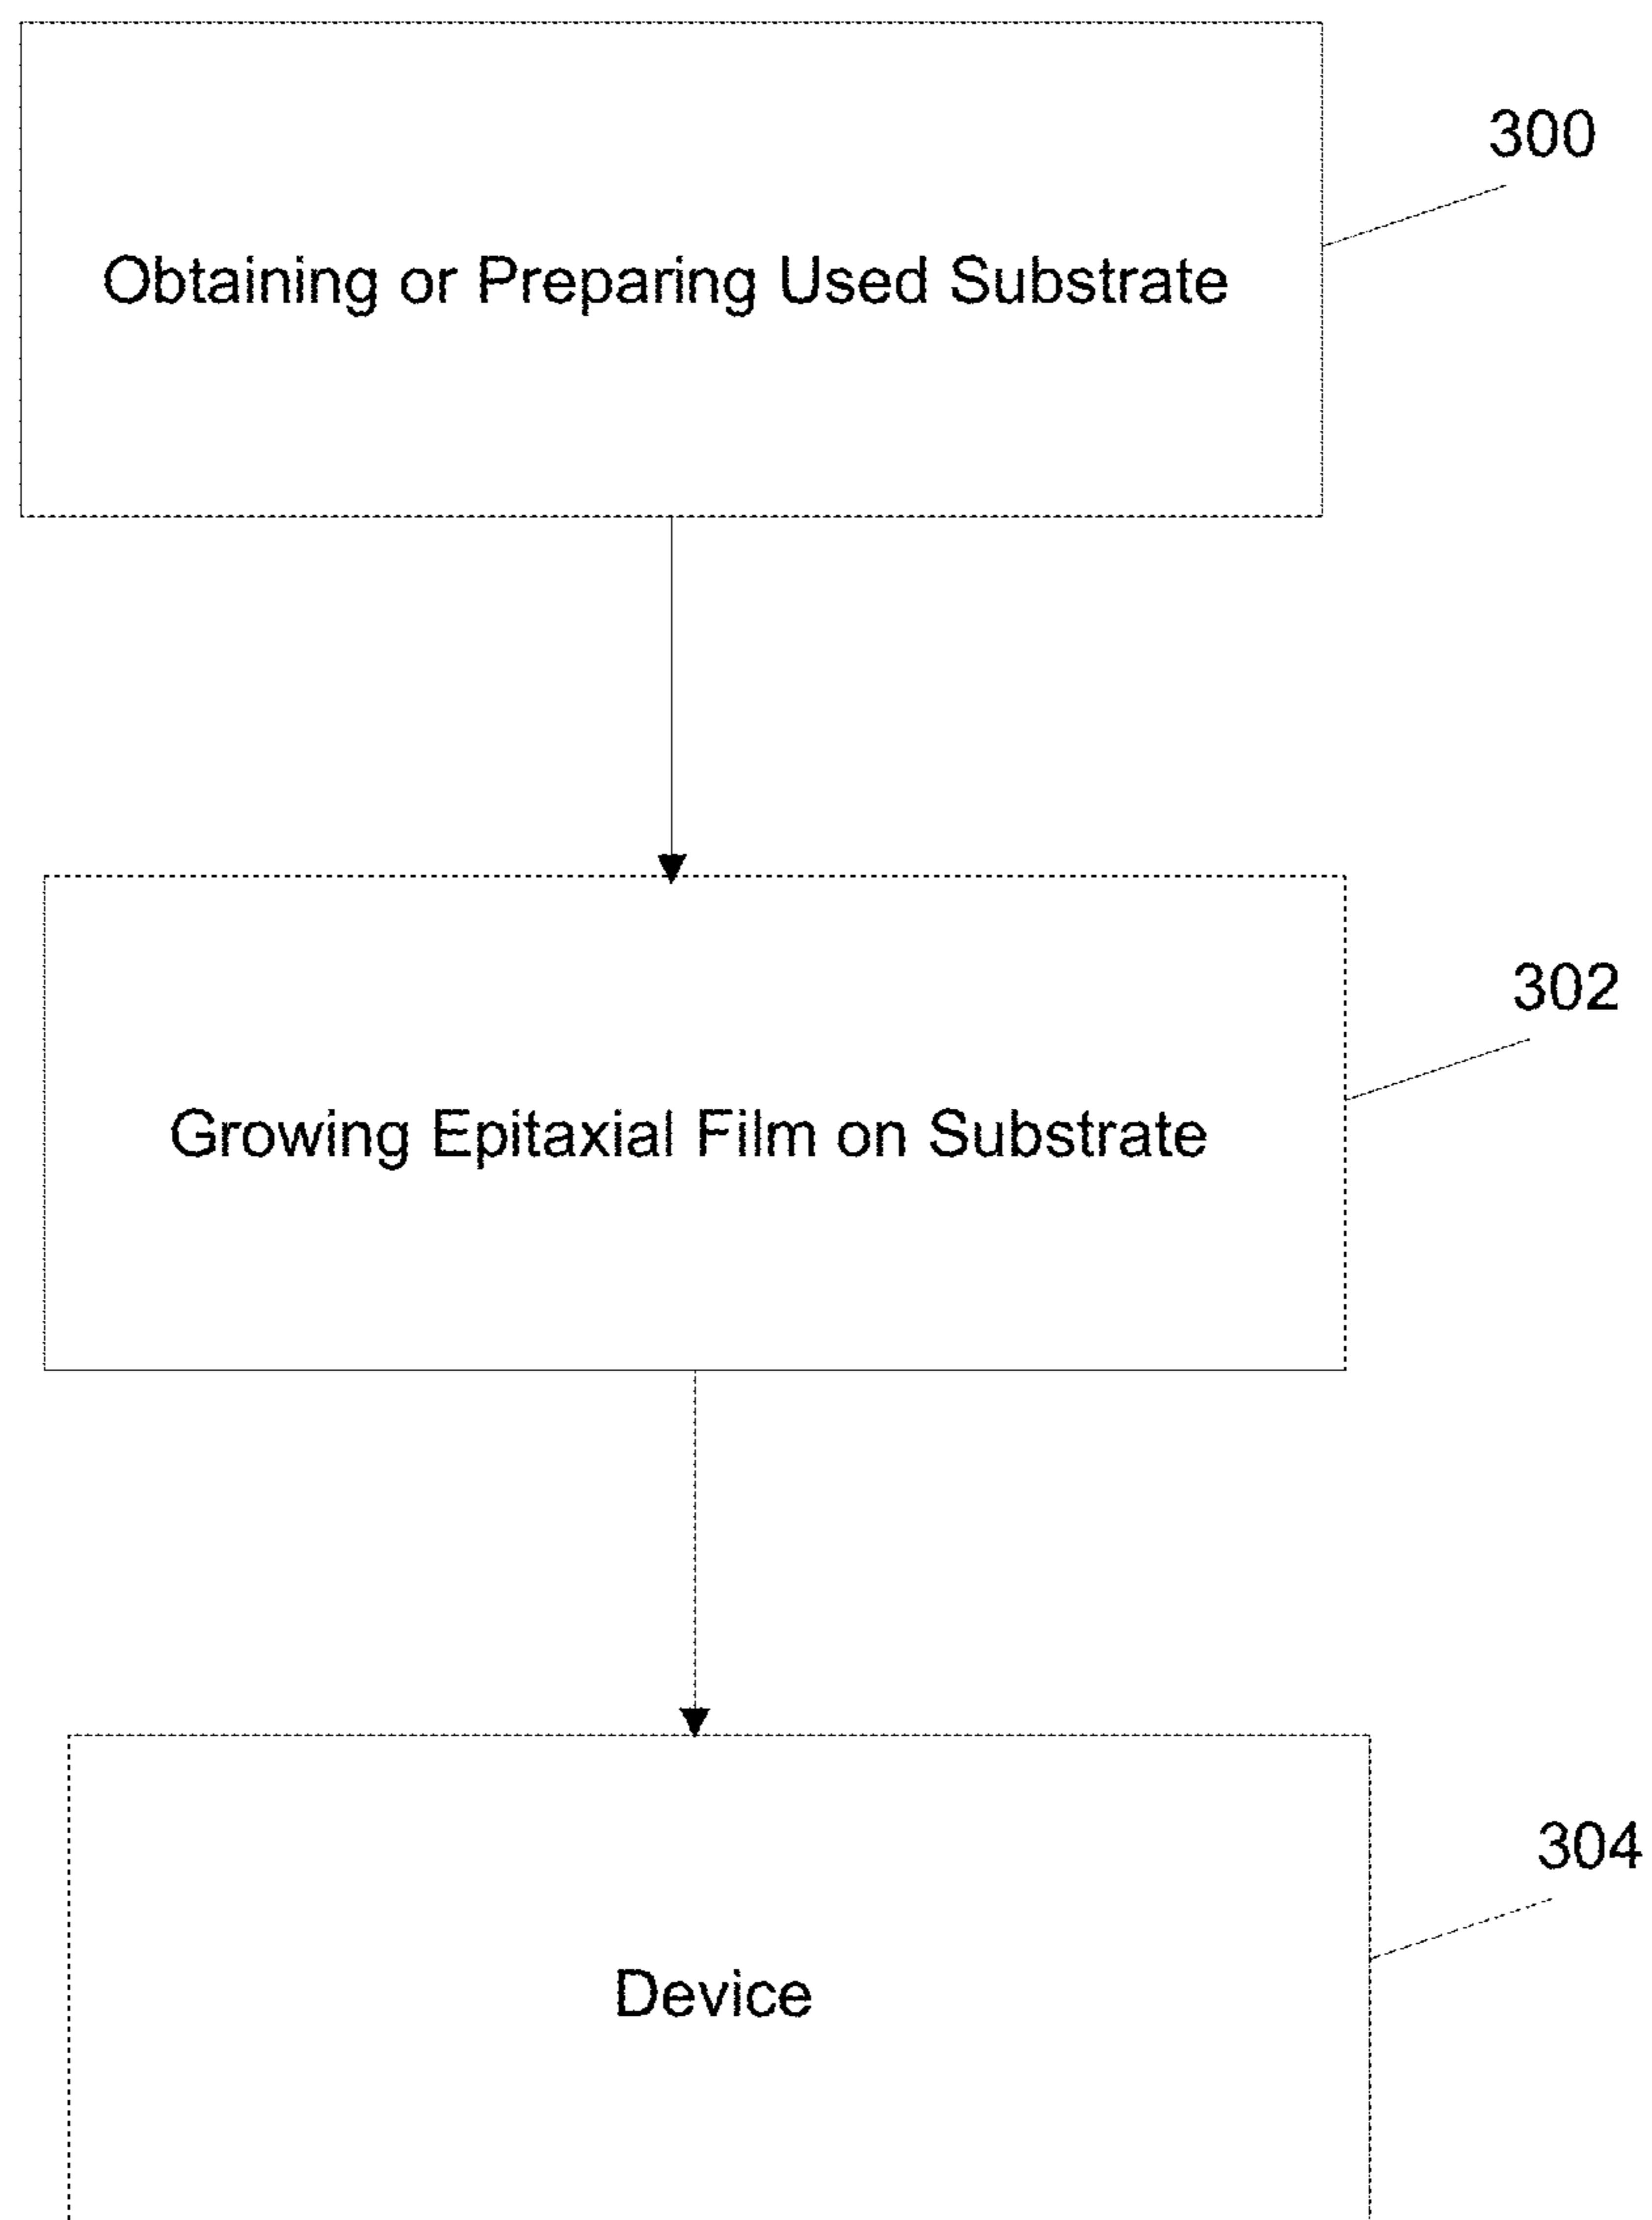 300
Obtaining or Preparing Used Substrate
302
Growing Epitaxial Film on Substrate
304
Device